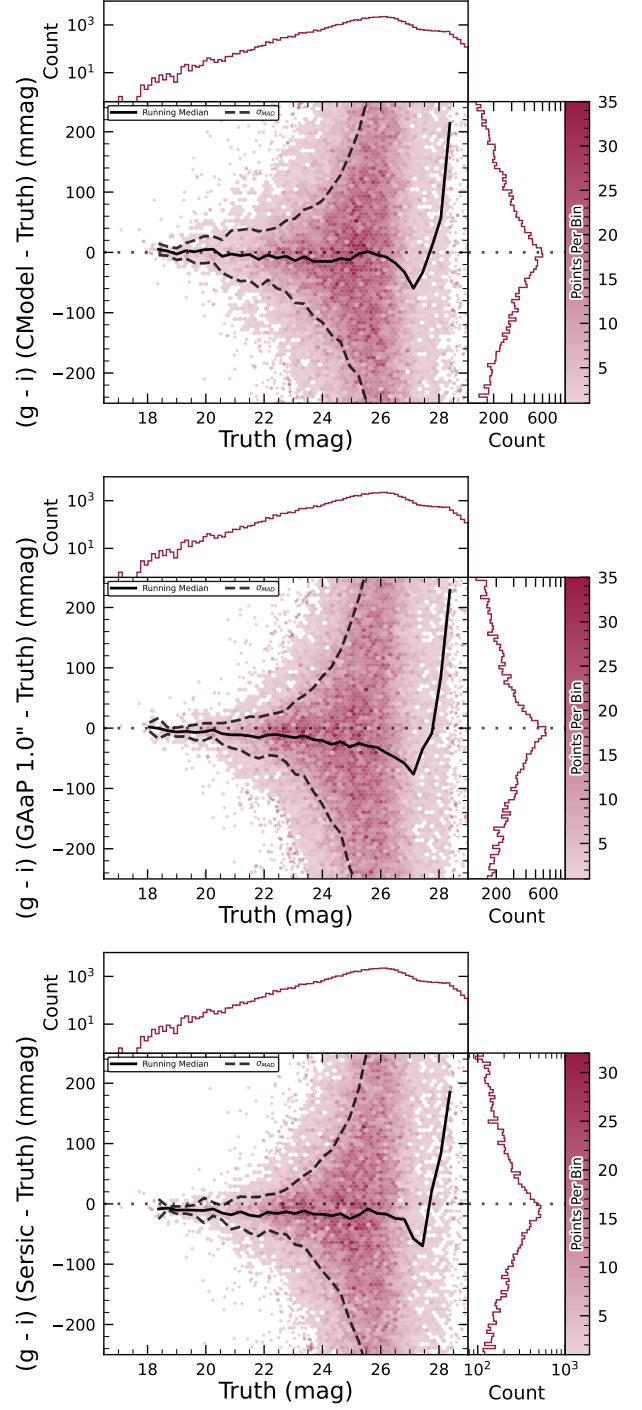 10³
10¹
Count
Running Median
σMAD
200
100
0
−100
−200
(g - i) (CModel - Truth) (mmag)
18 20 22 24 26 28
Truth (mag)
200 600
Count
35
30
25
20
15
10
5
Points Per Bin
10³
10¹
Count
Running Median
σMAD
200
100
0
−100
−200
(g - i) (GAaP 1.0" - Truth) (mmag)
18 20 22 24 26 28
Truth (mag)
200 600
Count
35
30
25
20
15
10
5
Points Per Bin
10³
10¹
Count
Running Median
σMAD
200
100
0
−100
−200
(g - i) (Sersic - Truth) (mmag)
18 20 22 24 26 28
Truth (mag)
10² 10³
Count
30
25
20
15
10
5
Points Per Bin